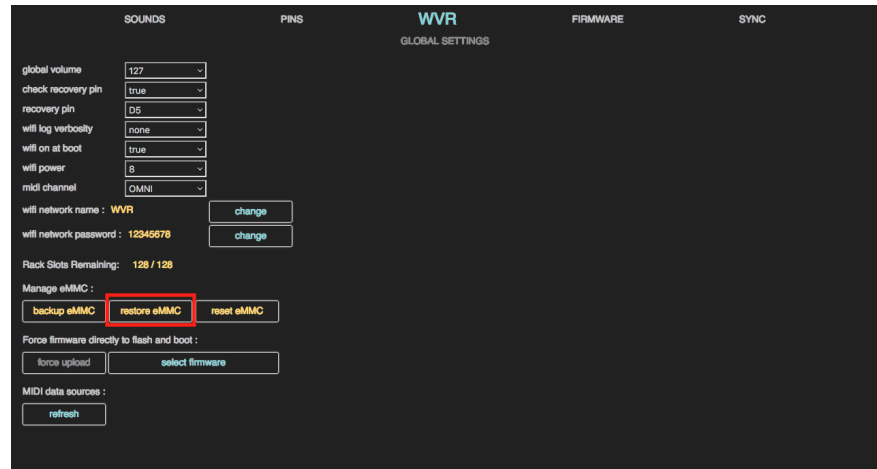 SOUNDS PINS WVR FIRMWARE SYNC
GLOBAL SETTINGS
global volume 127
check recovery pin true
recovery pin D5
wifi log verbosity none
wifi on at boot true
wifi power 8
midi channel OMNI
wifi network name : WVR change
wifi network password : 12345678 change
Rack Slots Remaining: 128 / 128
Manage eMMC :
backup eMMC restore eMMC reset eMMC
Force firmware directly to flash and boot :
force upload select firmware
MIDI data sources :
refresh